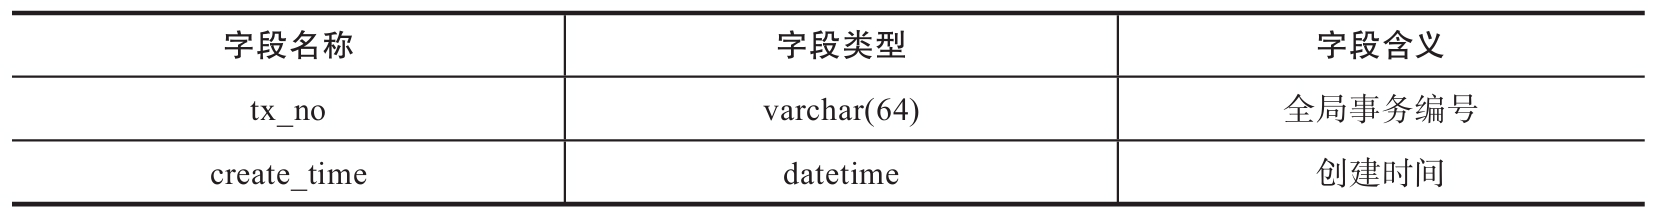 字段名称 字段类型 字段含义
tx_no varchar(64) 全局事务编号
create_time datetime 创建时间